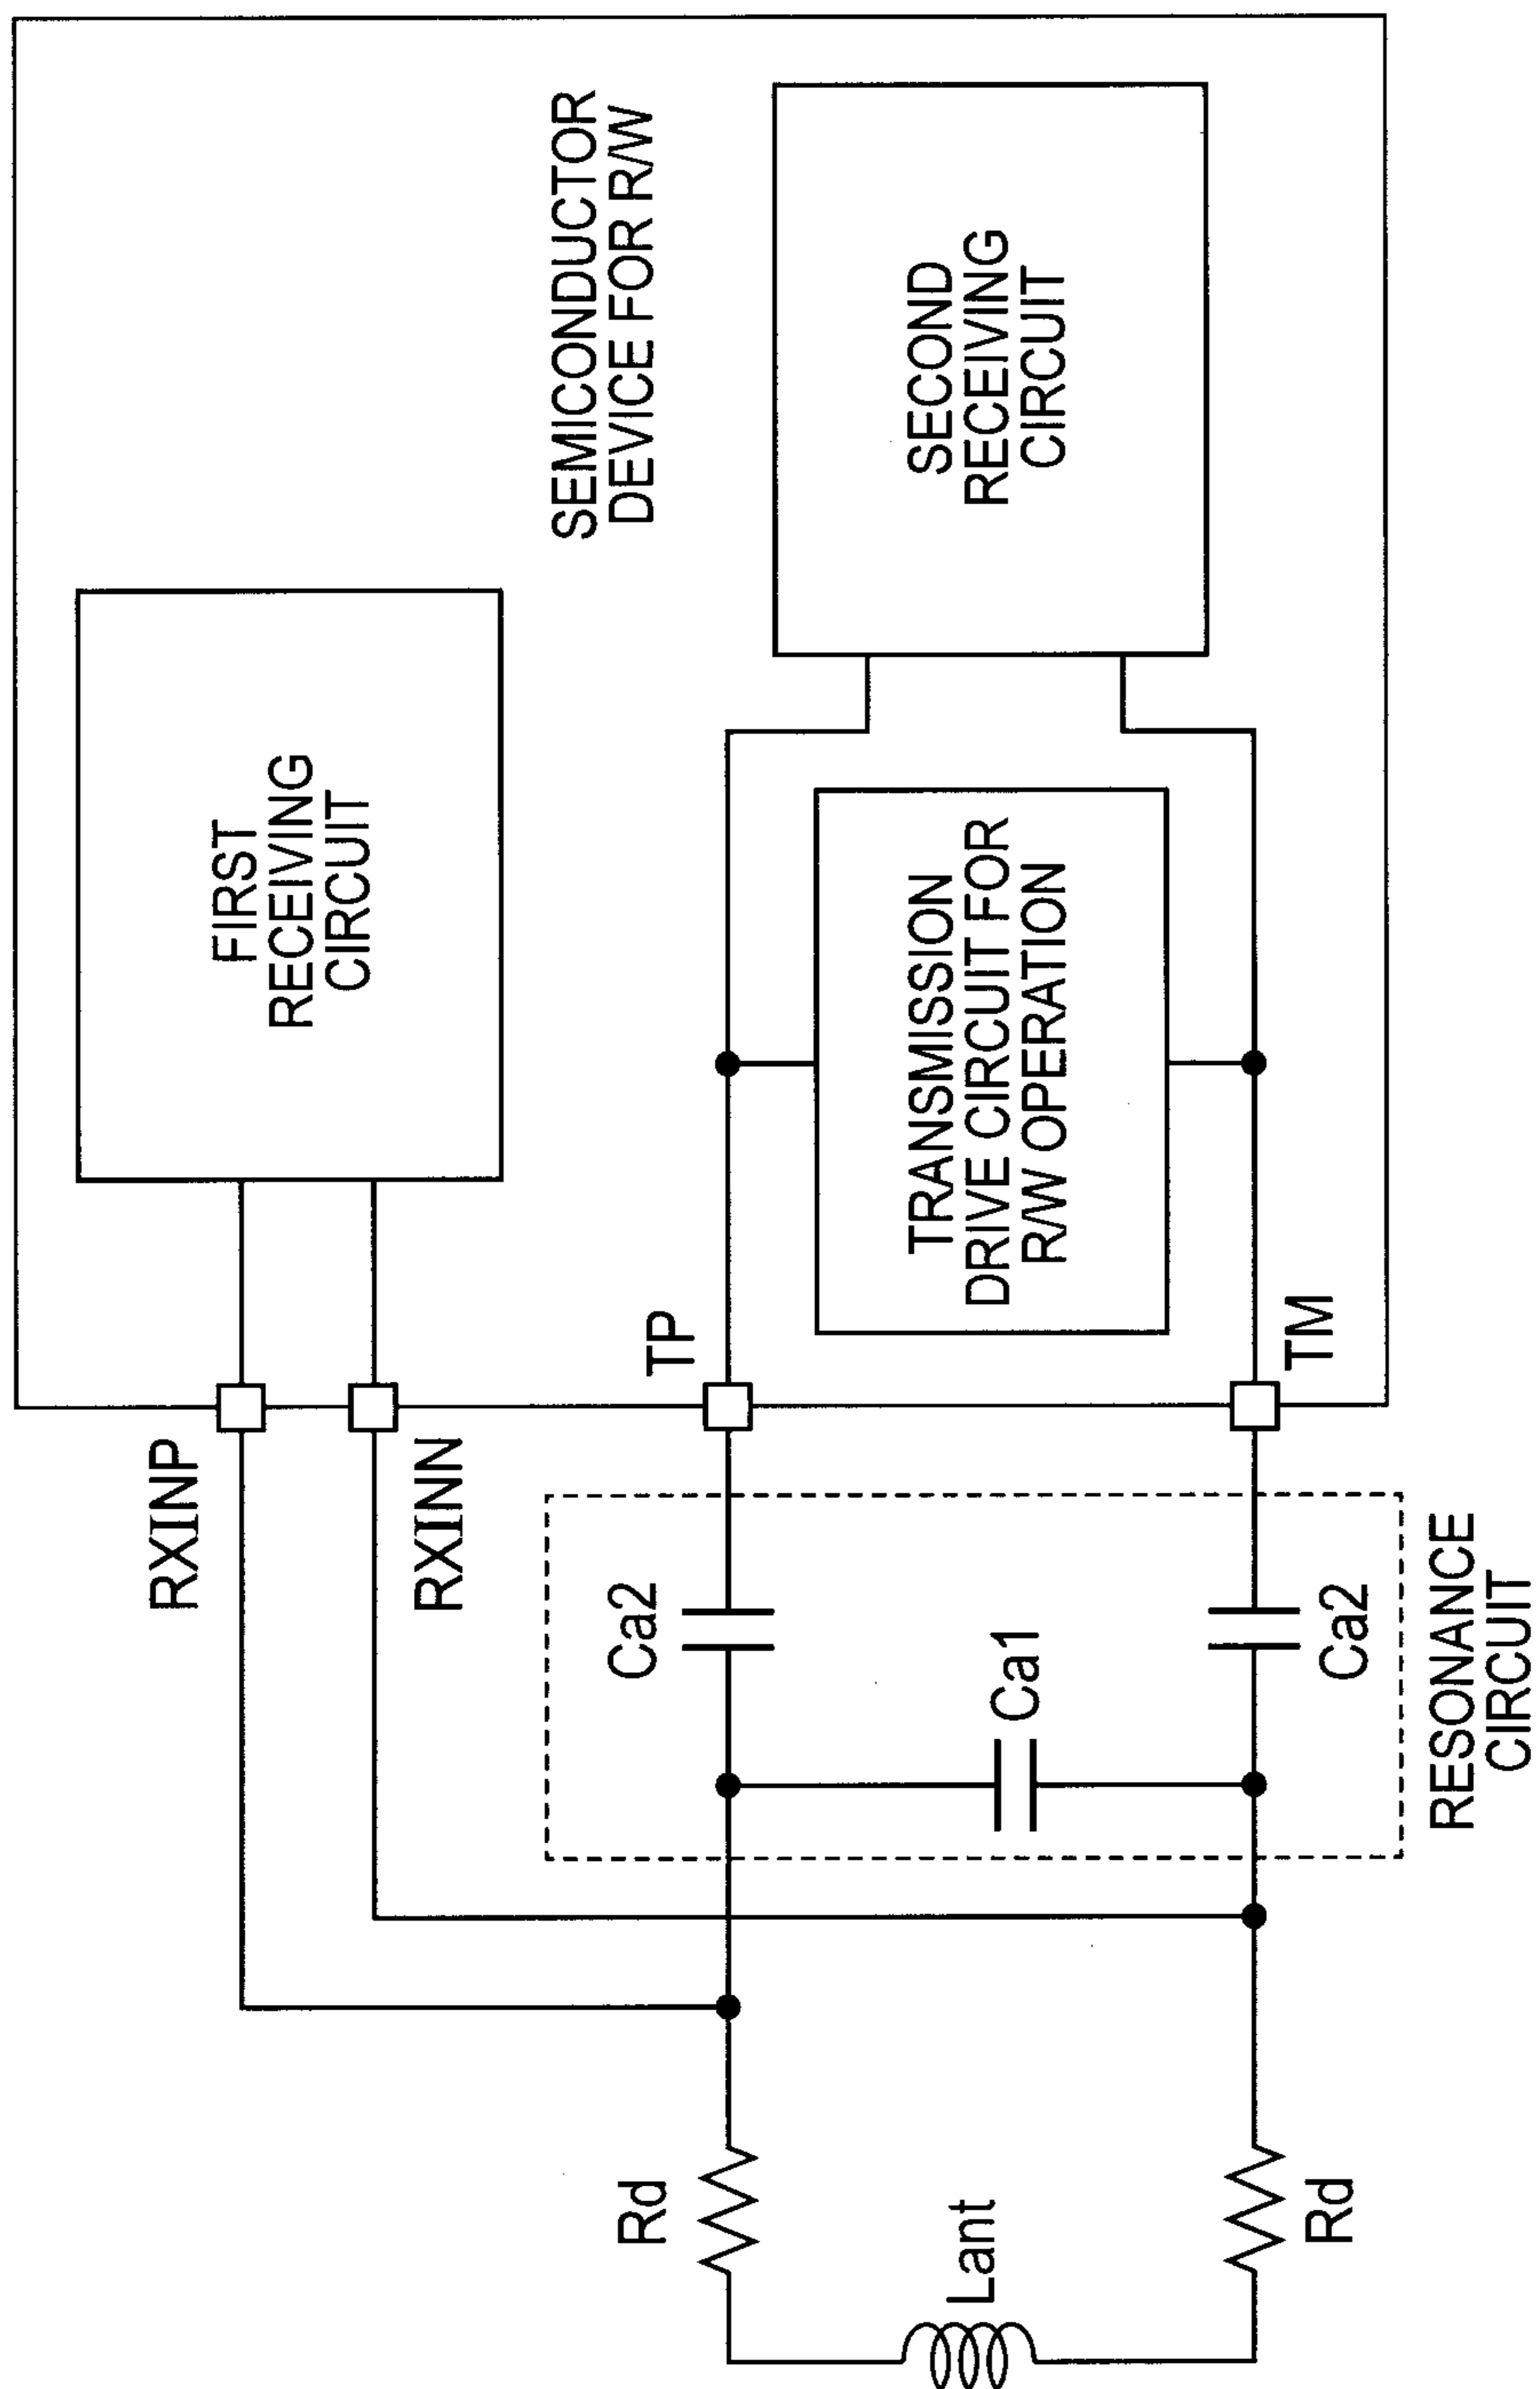 SEMICONDUCTOR
DEVICE FOR R/W
FIRST
RECEIVING
CIRCUIT
SECOND
RECEIVING
CIRCUIT
TRANSMISSION
DRIVE CIRCUIT FOR
R/W OPERATION
RXINP
RXINN
TP
TM
Ca2
Ca1
Ca2
RESONANCE
CIRCUIT
Rd
Lant
Rd